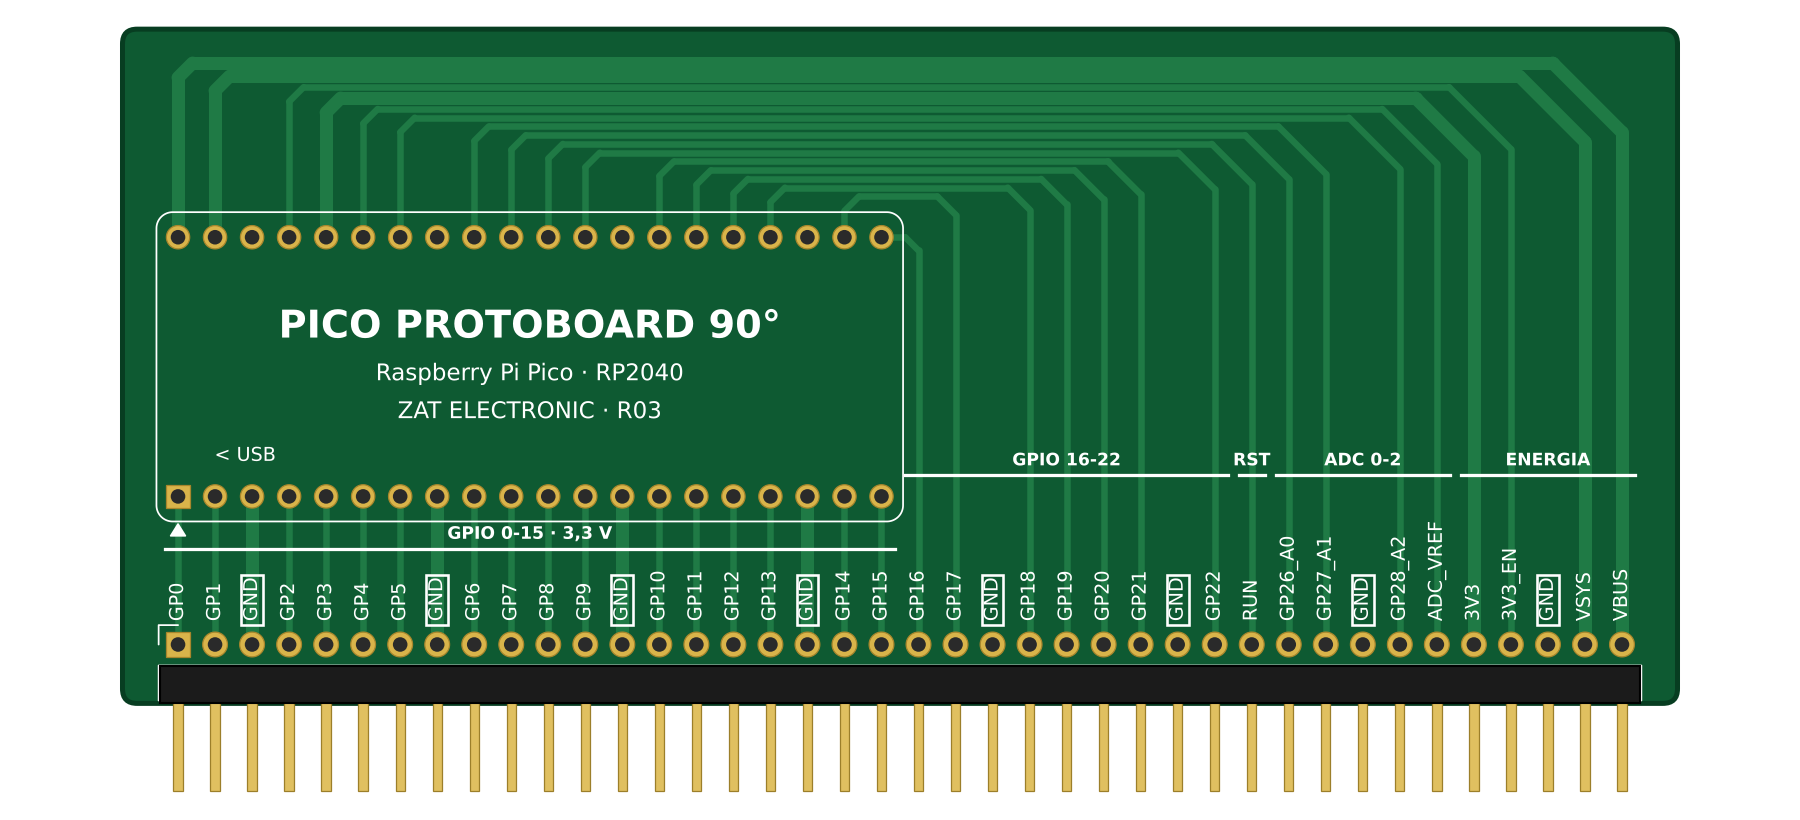 PICO PROTOBOARD 90°
Raspberry Pi Pico · RP2040
ZAT ELECTRONIC · R03
< USB
GPIO 16-22
RST
ADC 0-2
ENERGIA
GPIO 0-15 · 3,3 V
GP0
GP1
GND
GP2
GP3
GP4
GP5
GND
GP6
GP7
GP8
GP9
GND
GP10
GP11
GP12
GP13
GND
GP14
GP15
GP16
GP17
GND
GP18
GP19
GP20
GP21
GND
GP22
RUN
GP26_A0
GP27_A1
GND
GP28_A2
ADC_VREF
3V3
3V3_EN
GND
VSYS
VBUS